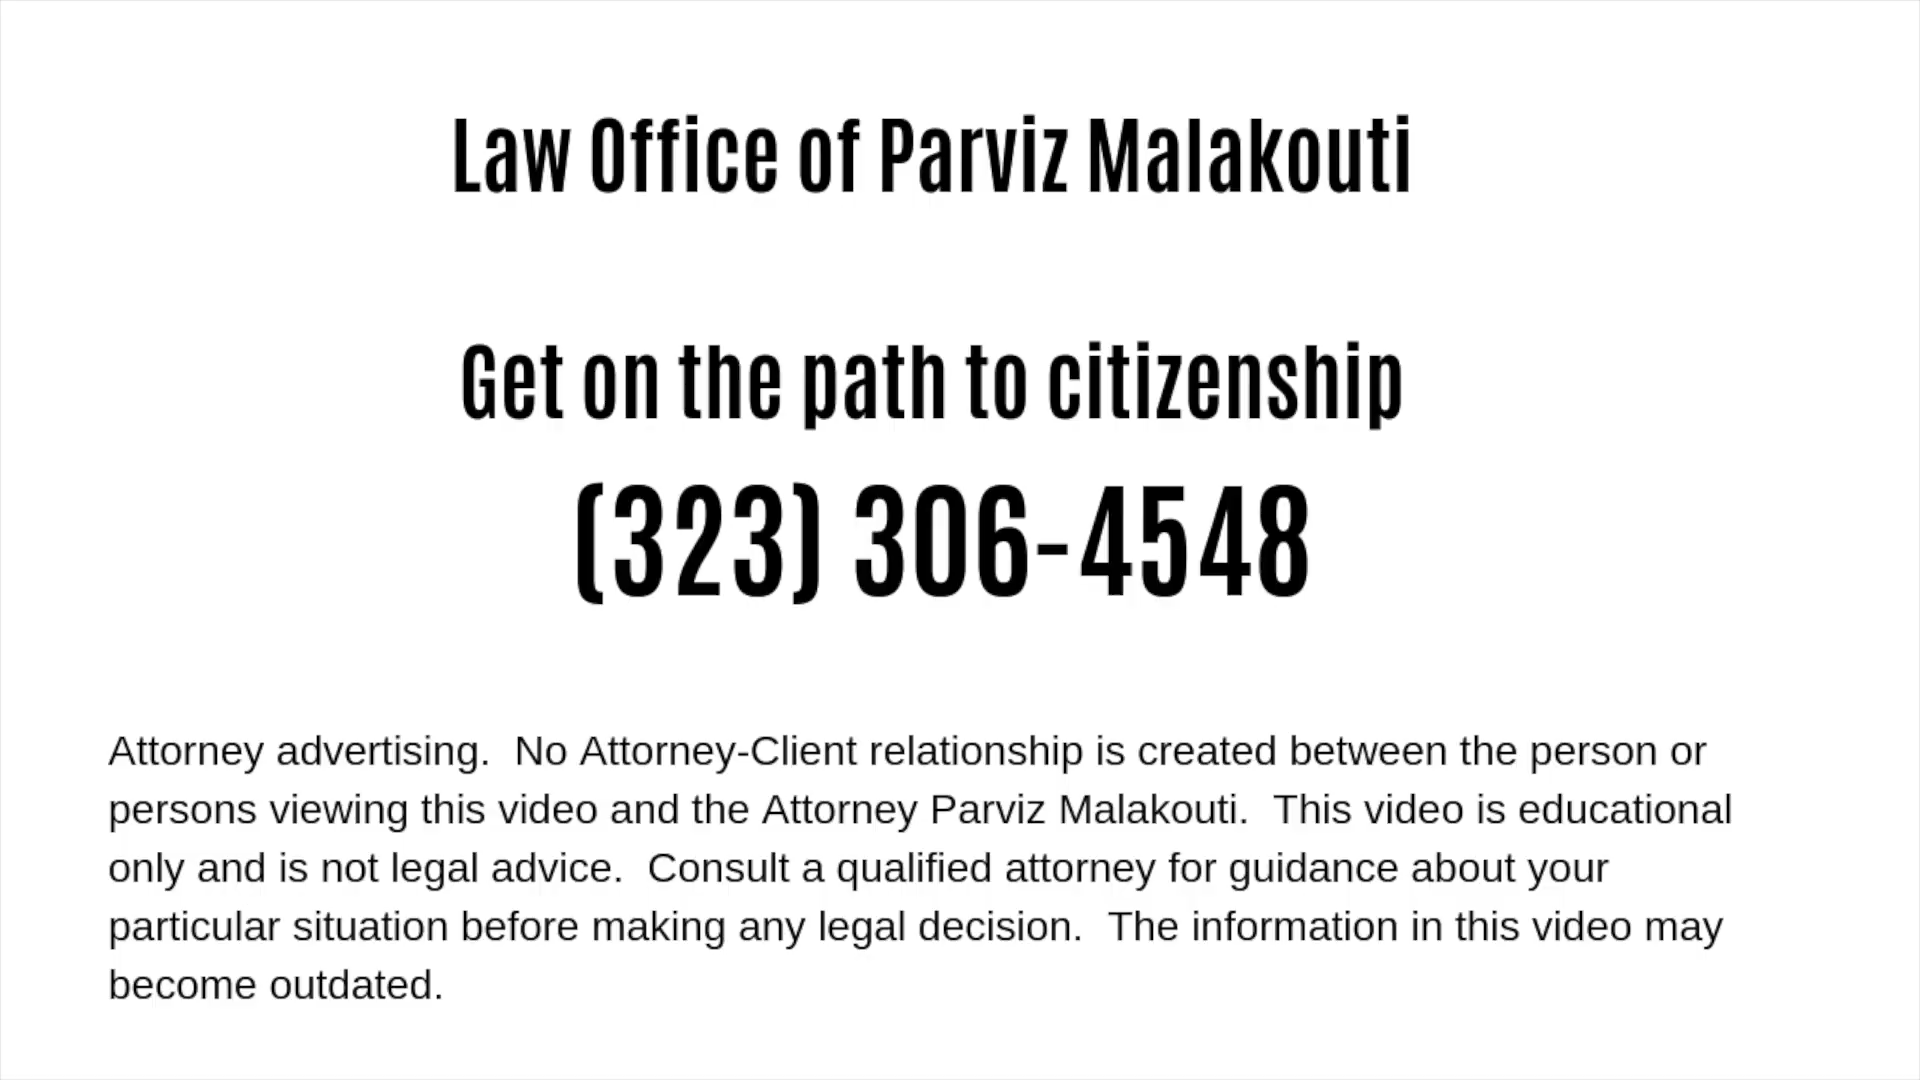 Law Office of Parviz Malakouti
Get on the path to citizenship
(323) 306-4548
Attorney advertising.  No Attorney-Client relationship is created between the person or
persons viewing this video and the Attorney Parviz Malakouti.  This video is educational
only and is not legal advice.  Consult a qualified attorney for guidance about your
particular situation before making any legal decision.  The information in this video may
become outdated.